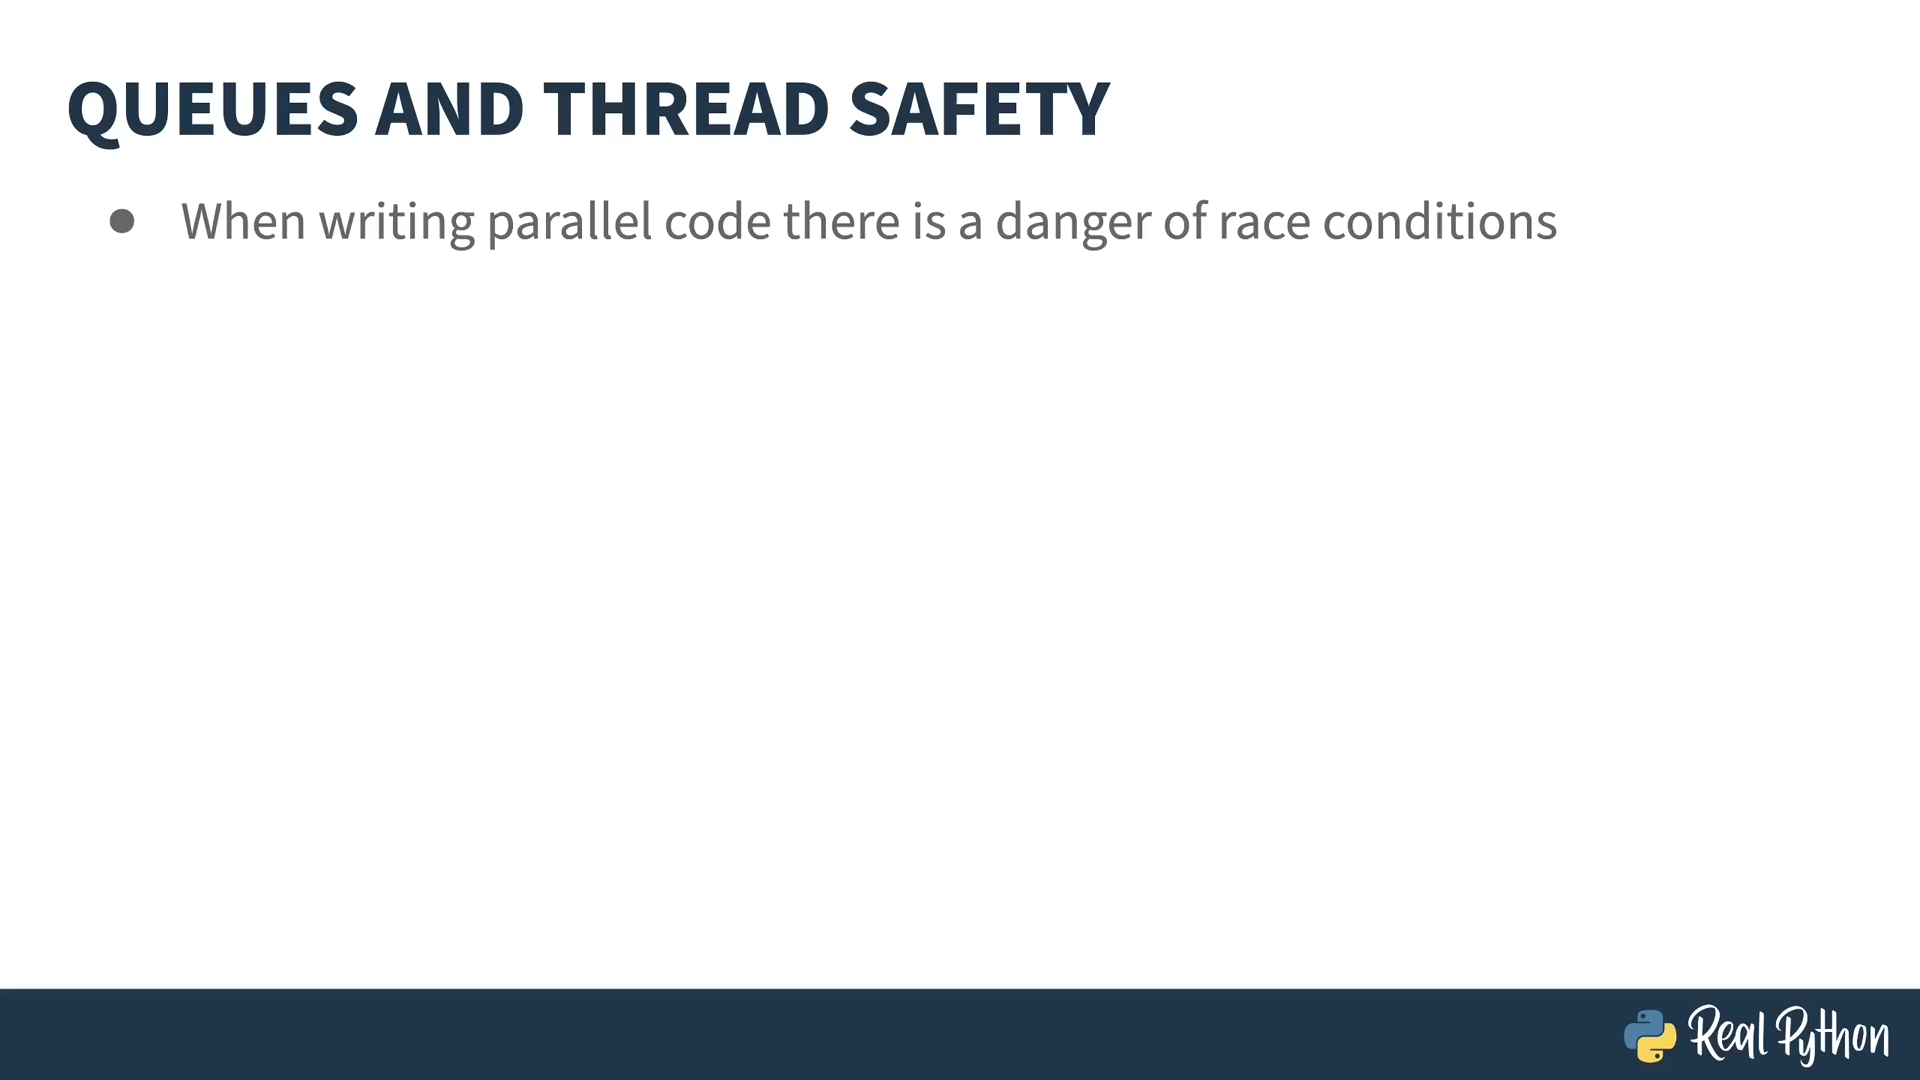 QUEUES AND THREAD SAFETY
● When writing parallel code there is a danger of race conditions
Real Python